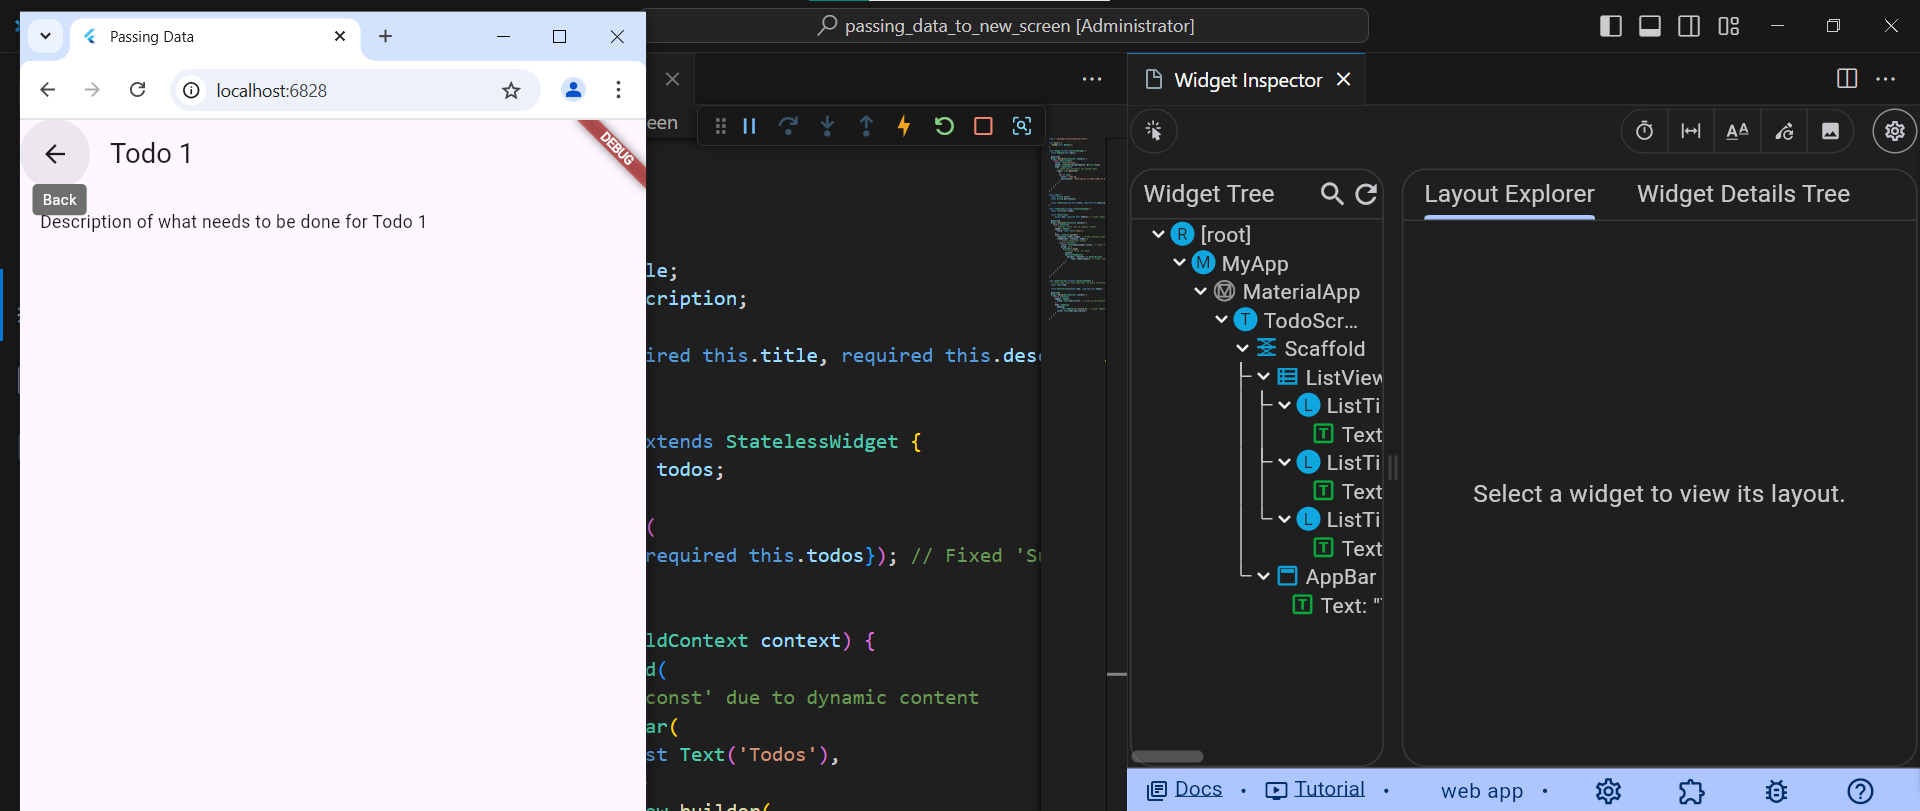 Passing Data
localhost:6828
Todo 1
Back
Description of what needs to be done for Todo 1
DEBUG
passing_data_to_new_screen [Administrator]
een
le;
cription;
ired this.title, required this.des
xtends StatelessWidget {
todos;
(
required this.todos}); // Fixed 'S
ldContext context) {
d(
const' due to dynamic content
ar(
st Text('Todos'),
ew.builder(
Widget Inspector
Widget Tree
[root]
MyApp
MaterialApp
TodoScr...
Scaffold
ListView
ListTi
Text
ListTi
Text
ListTi
Text
AppBar
Text: "
Layout Explorer
Widget Details Tree
Select a widget to view its layout.
Docs
Tutorial
web app